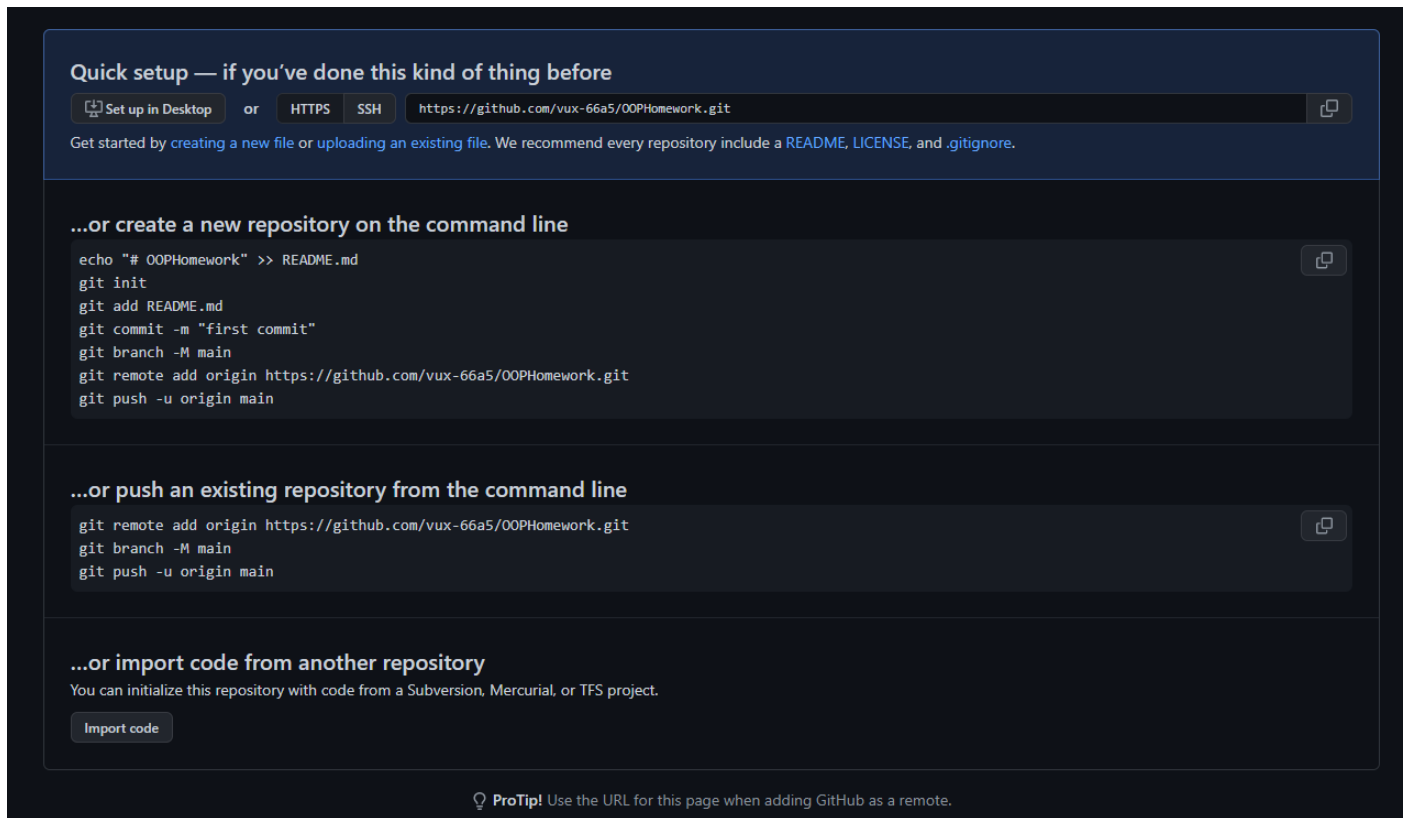 Quick setup — if you’ve done this kind of thing before
Set up in Desktop or HTTPS SSH https://github.com/vux-66a5/OOPHomework.git
Get started by creating a new file or uploading an existing file. We recommend every repository include a README, LICENSE, and .gitignore.
…or create a new repository on the command line
echo "# OOPHomework" >> README.md
git init
git add README.md
git commit -m "first commit"
git branch -M main
git remote add origin https://github.com/vux-66a5/OOPHomework.git
git push -u origin main
…or push an existing repository from the command line
git remote add origin https://github.com/vux-66a5/OOPHomework.git
git branch -M main
git push -u origin main
…or import code from another repository
You can initialize this repository with code from a Subversion, Mercurial, or TFS project.
Import code
ProTip! Use the URL for this page when adding GitHub as a remote.